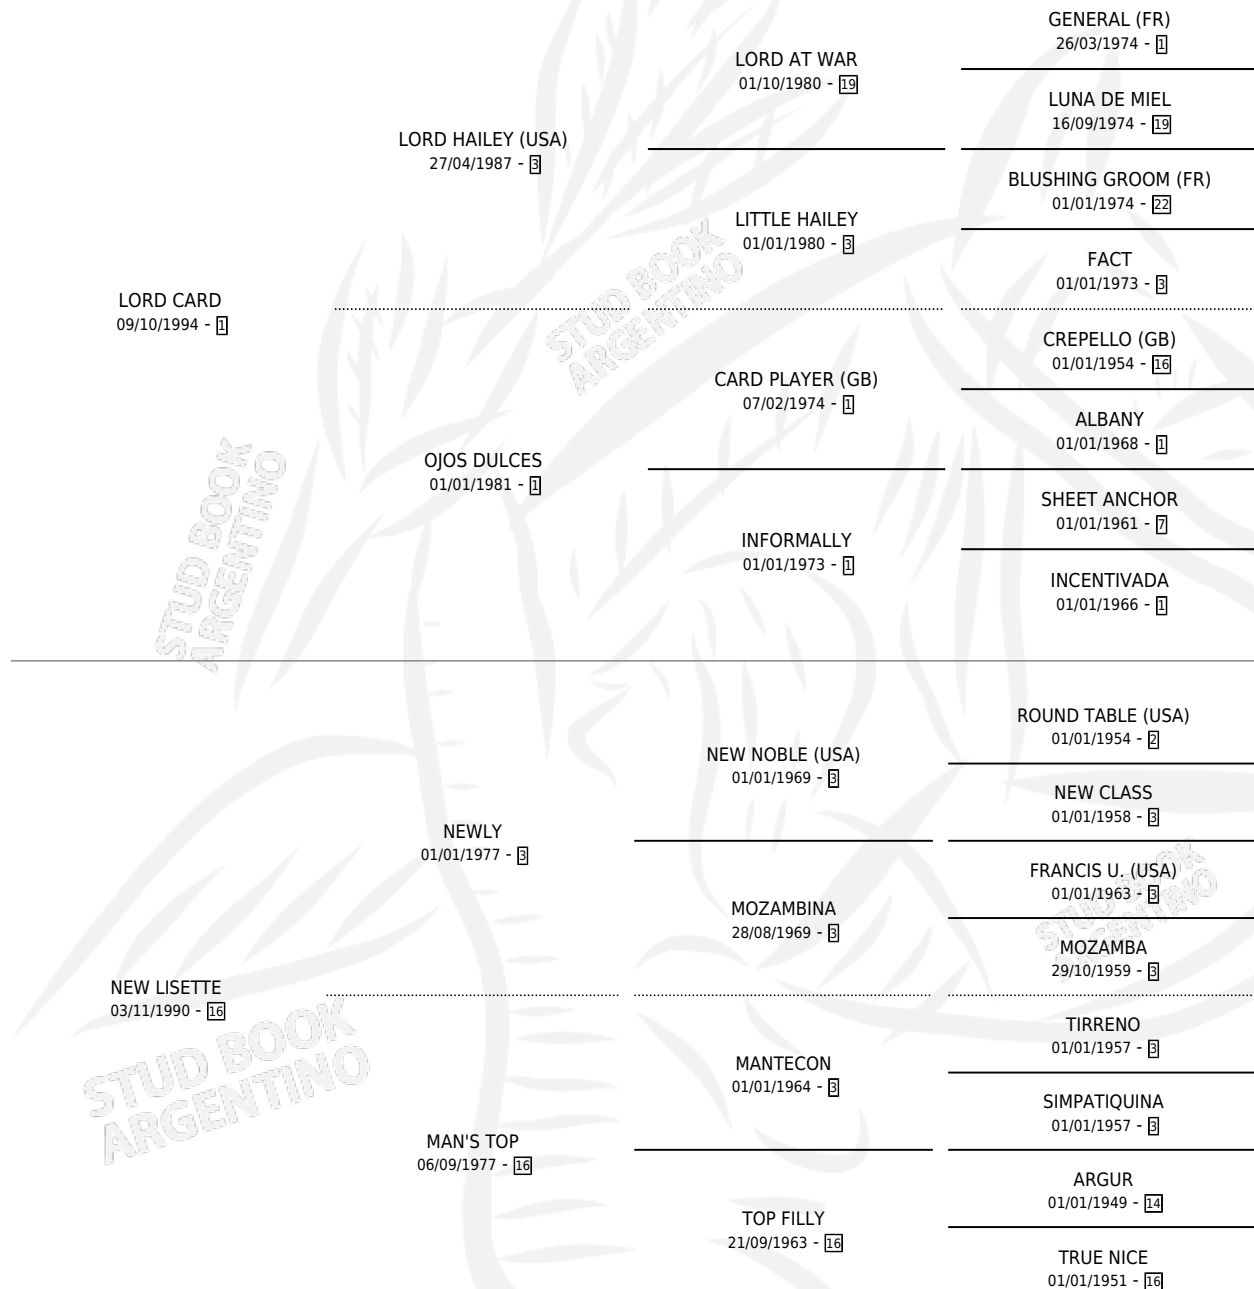 GENERAL (FR)
26/03/1974 - 1
LORD AT WAR
01/10/1980 - 19
LUNA DE MIEL
16/09/1974 - 19
LORD HAILEY (USA)
27/04/1987 - 3
BLUSHING GROOM (FR)
01/01/1974 - 22
LITTLE HAILEY
01/01/1980 - 3
FACT
01/01/1973 - 3
LORD CARD
09/10/1994 - 1
CREPELLO (GB)
01/01/1954 - 16
CARD PLAYER (GB)
07/02/1974 - 1
ALBANY
01/01/1968 - 1
OJOS DULCES
01/01/1981 - 1
SHEET ANCHOR
01/01/1961 - 7
INFORMALLY
01/01/1973 - 1
INCENTIVADA
01/01/1966 - 1
ROUND TABLE (USA)
01/01/1954 - 2
NEW NOBLE (USA)
01/01/1969 - 3
NEW CLASS
01/01/1958 - 3
NEWLY
01/01/1977 - 3
FRANCIS U. (USA)
01/01/1963 - 3
MOZAMBINA
28/08/1969 - 3
MOZAMBA
29/10/1959 - 3
NEW LISETTE
03/11/1990 - 16
TIRRENO
01/01/1957 - 3
MANTECON
01/01/1964 - 3
SIMPATIQUINA
01/01/1957 - 3
MAN'S TOP
06/09/1977 - 16
ARGUR
01/01/1949 - 14
TOP FILLY
21/09/1963 - 16
TRUE NICE
01/01/1951 - 16
STUD BOOK
ARGENTINO
STUD BOOK
ARGENTINO
STUD BOOK
ARGENTINO
STUD BOOK
ARGENTINO